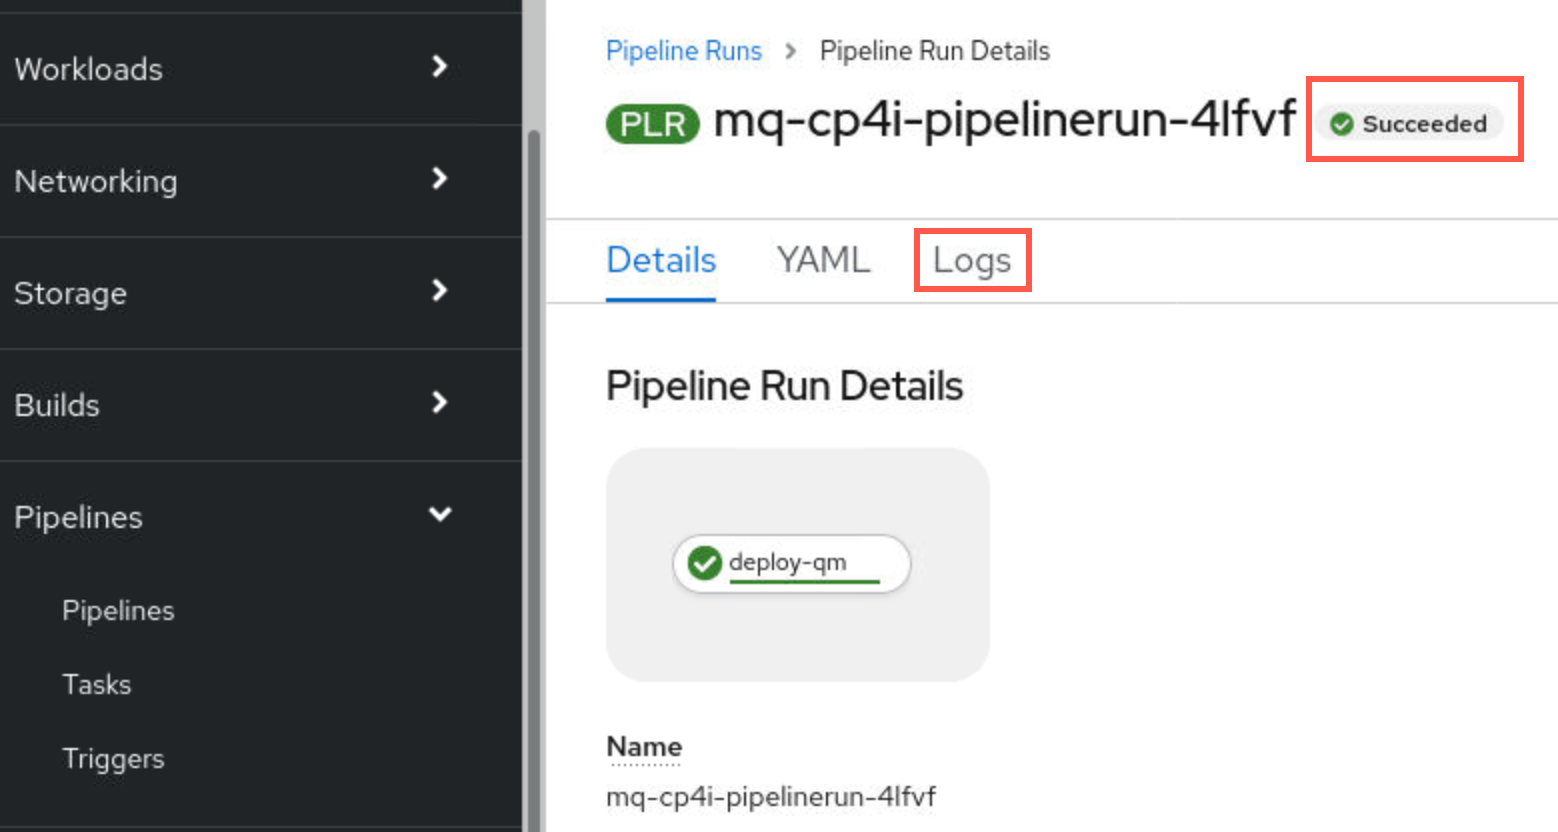 Workloads
Networking
Storage
Builds
Pipelines
Pipelines
Tasks
Triggers
Pipeline Runs > Pipeline Run Details
PLR mq-cp4i-pipelinerun-4lfvf Succeeded
Details YAML Logs
Pipeline Run Details
deploy-qm
Name
mq-cp4i-pipelinerun-4lfvf